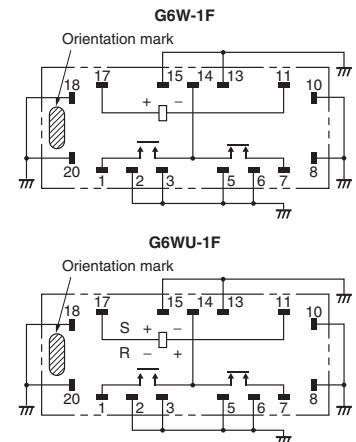 G6W-1F
Orientation mark
18 17 15 14 13 11 10
+ −
20 1 2 3 5 6 7 8
G6WU-1F
Orientation mark
18 17 15 14 13 11 10
S + −
R − +
20 1 2 3 5 6 7 8